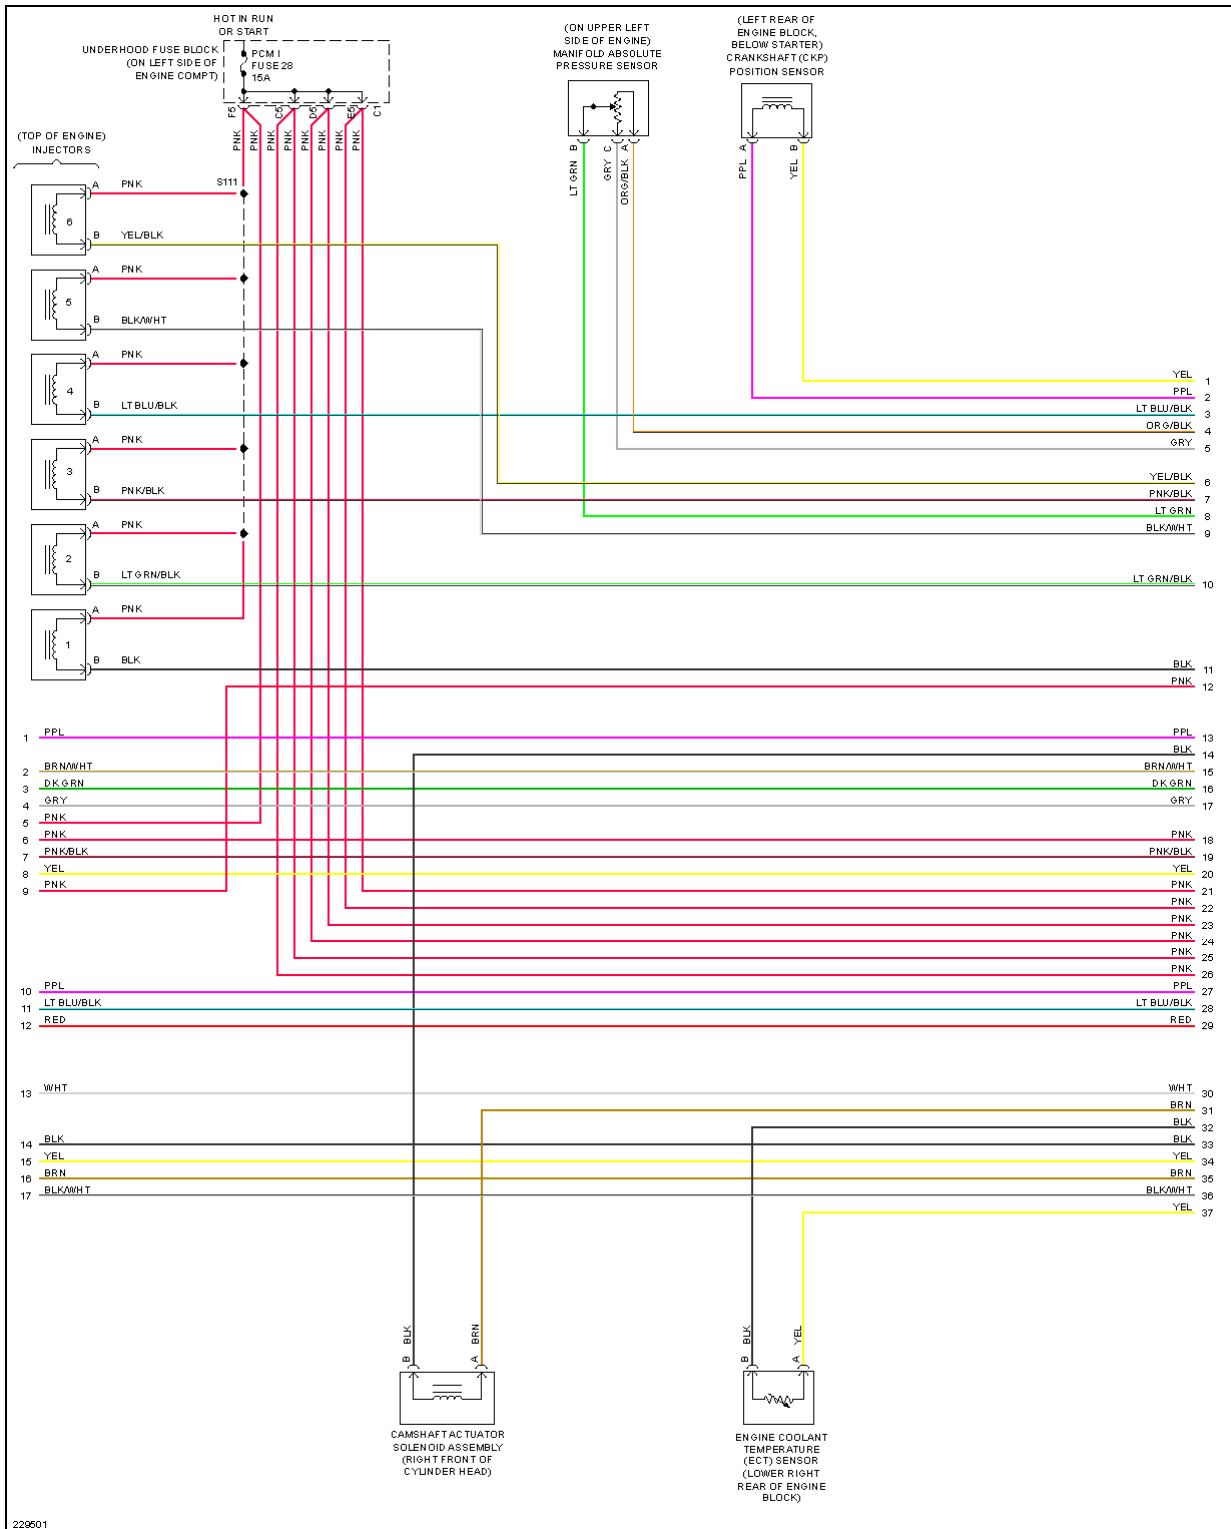 HOT IN RUN
OR START
UNDERHOOD FUSE BLOCK
(ON LEFT SIDE OF
ENGINE COMPT)
PCM I
FUSE 28
15A
F5
C5
D5
E5
C1
PNK
PNK
PNK
PNK
PNK
PNK
PNK
PNK
(ON UPPER LEFT
SIDE OF ENGINE)
MANIFOLD ABSOLUTE
PRESSURE SENSOR
B
C
A
LT GRN
GRY
ORG/BLK
(LEFT REAR OF
ENGINE BLOCK,
BELOW STARTER)
CRANKSHAFT (CKP)
POSITION SENSOR
A
B
PPL
YEL
(TOP OF ENGINE)
INJECTORS
S111
6
A PNK
B YEL/BLK
5
A PNK
B BLK/WHT
4
A PNK
B LT BLU/BLK
3
A PNK
B PNK/BLK
2
A PNK
B LT GRN/BLK
1
A PNK
B BLK
YEL 1
PPL 2
LT BLU/BLK 3
ORG/BLK 4
GRY 5
YEL/BLK 6
PNK/BLK 7
LT GRN 8
BLK/WHT 9
LT GRN/BLK 10
BLK 11
PNK 12
1 PPL PPL 13
BLK 14
2 BRN/WHT BRN/WHT 15
3 DK GRN DK GRN 16
4 GRY GRY 17
5 PNK
6 PNK PNK 18
7 PNK/BLK PNK/BLK 19
8 YEL YEL 20
9 PNK PNK 21
PNK 22
PNK 23
PNK 24
PNK 25
PNK 26
10 PPL PPL 27
11 LT BLU/BLK LT BLU/BLK 28
12 RED RED 29
13 WHT WHT 30
BRN 31
BLK 32
14 BLK BLK 33
15 YEL YEL 34
16 BRN BRN 35
17 BLK/WHT BLK/WHT 36
YEL 37
B BLK
A BRN
CAMSHAFT ACTUATOR
SOLENOID ASSEMBLY
(RIGHT FRONT OF
CYLINDER HEAD)
B BLK
A YEL
ENGINE COOLANT
TEMPERATURE
(ECT) SENSOR
(LOWER RIGHT
REAR OF ENGINE
BLOCK)
229501